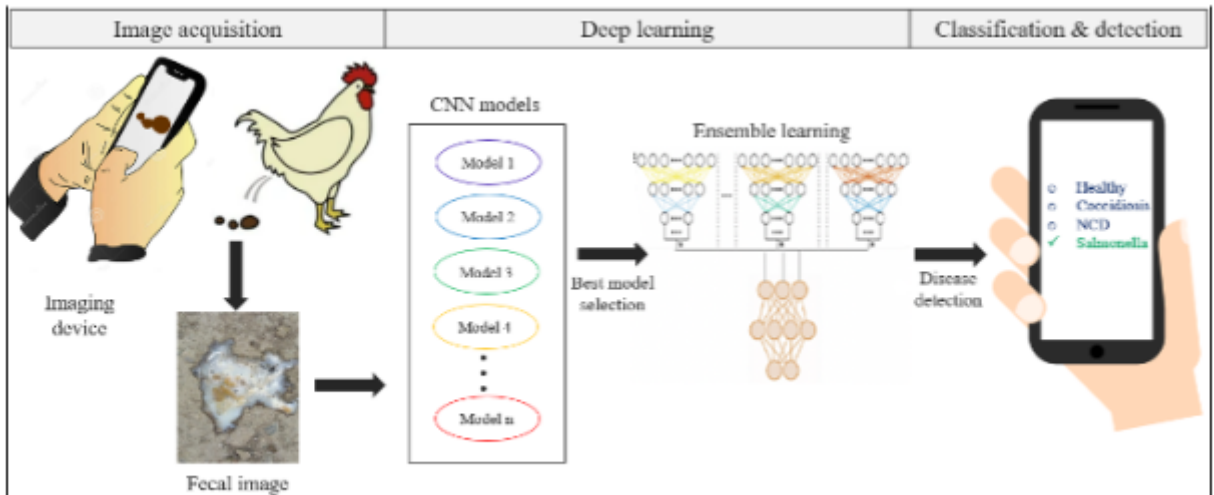 Image acquisition
Deep learning
Classification & detection
Imaging
device
Fecal image
CNN models
Model 1
Model 2
Model 3
Model 4
Model n
Best model
selection
Ensemble learning
Disease
detection
Healthy
Coccidiosis
NCD
Salmonella